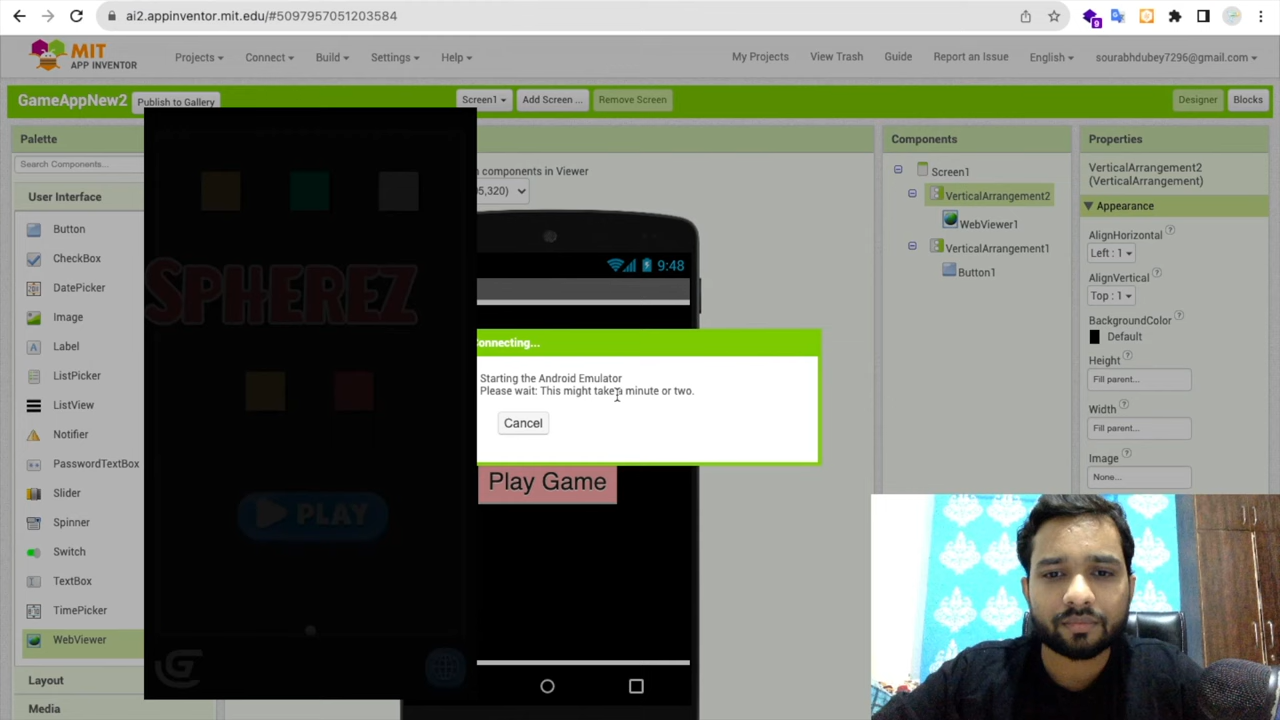 ai2.appinventor.mit.edu/#5097957051203584
9
MIT
APP INVENTOR
Projects
Connect
Build
Settings
Help
My Projects
View Trash
Guide
Report an Issue
English
sourabhdubey7296@gmail.com
GameAppNew2
Publish to Gallery
Screen1
Add Screen ...
Remove Screen
Designer
Blocks
Palette
Search Components...
User Interface
Button
CheckBox
DatePicker
Image
Label
ListPicker
ListView
Notifier
PasswordTextBox
Slider
Spinner
Switch
TextBox
TimePicker
WebViewer
Layout
Media
SPHEREZ
PLAY
components in Viewer
05,320)
9:48
Connecting...
Starting the Android Emulator
Please wait: This might take a minute or two.
Cancel
Play Game
Components
Screen1
VerticalArrangement2
WebViewer1
VerticalArrangement1
Button1
Properties
VerticalArrangement2
(VerticalArrangement)
Appearance
AlignHorizontal
Left : 1
AlignVertical
Top : 1
BackgroundColor
Default
Height
Fill parent...
Width
Fill parent...
Image
None...